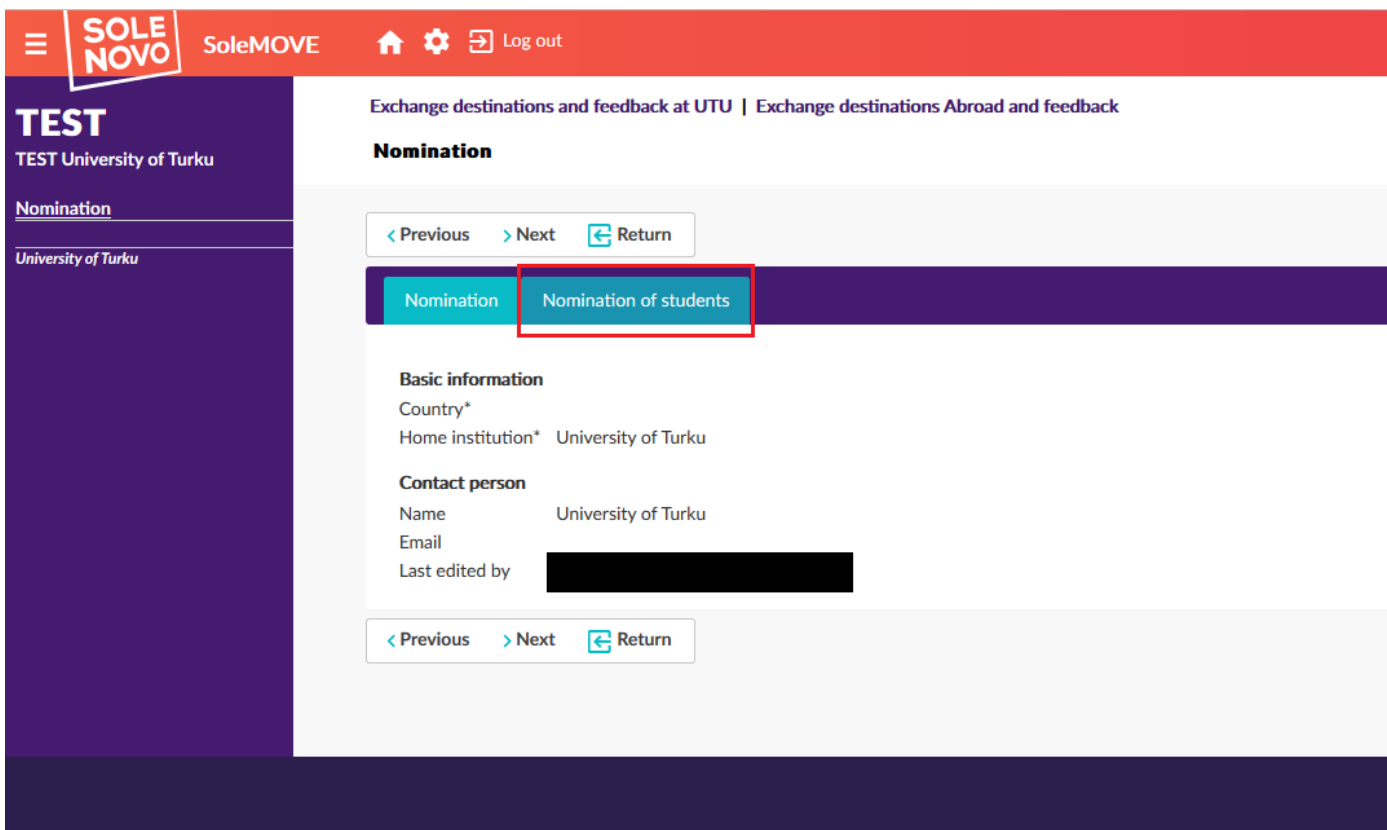 SOLE
NOVO
SoleMOVE
Log out
TEST
TEST University of Turku
Nomination
University of Turku
Exchange destinations and feedback at UTU | Exchange destinations Abroad and feedback
Nomination
Previous Next Return
Nomination Nomination of students
Basic information
Country*
Home institution* University of Turku
Contact person
Name University of Turku
Email
Last edited by
Previous Next Return